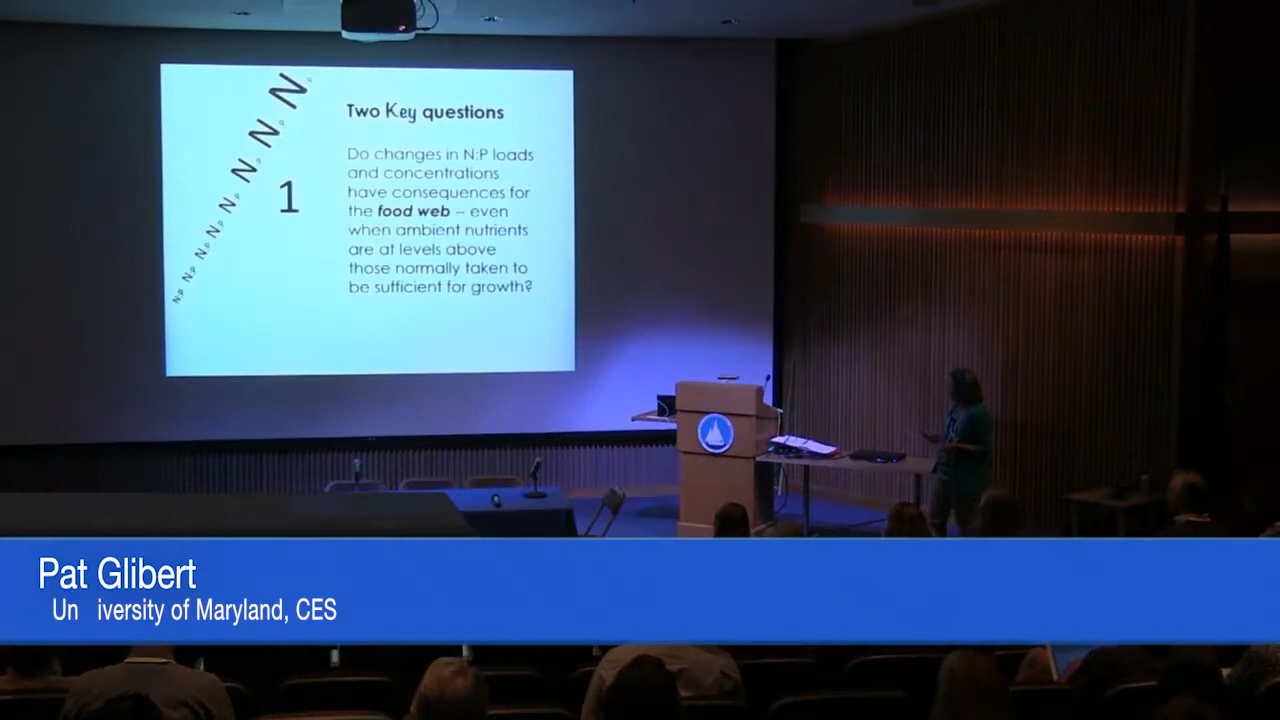 Two Key questions
Do changes in N:P loads
and concentrations
have consequences for
the food web – even
when ambient nutrients
are at levels above
those normally taken to
be sufficient for growth?
N P
N P
N P
N P
N P
N P
N P
N:P
1
Pat Glibert
Un iversity of Maryland, CES